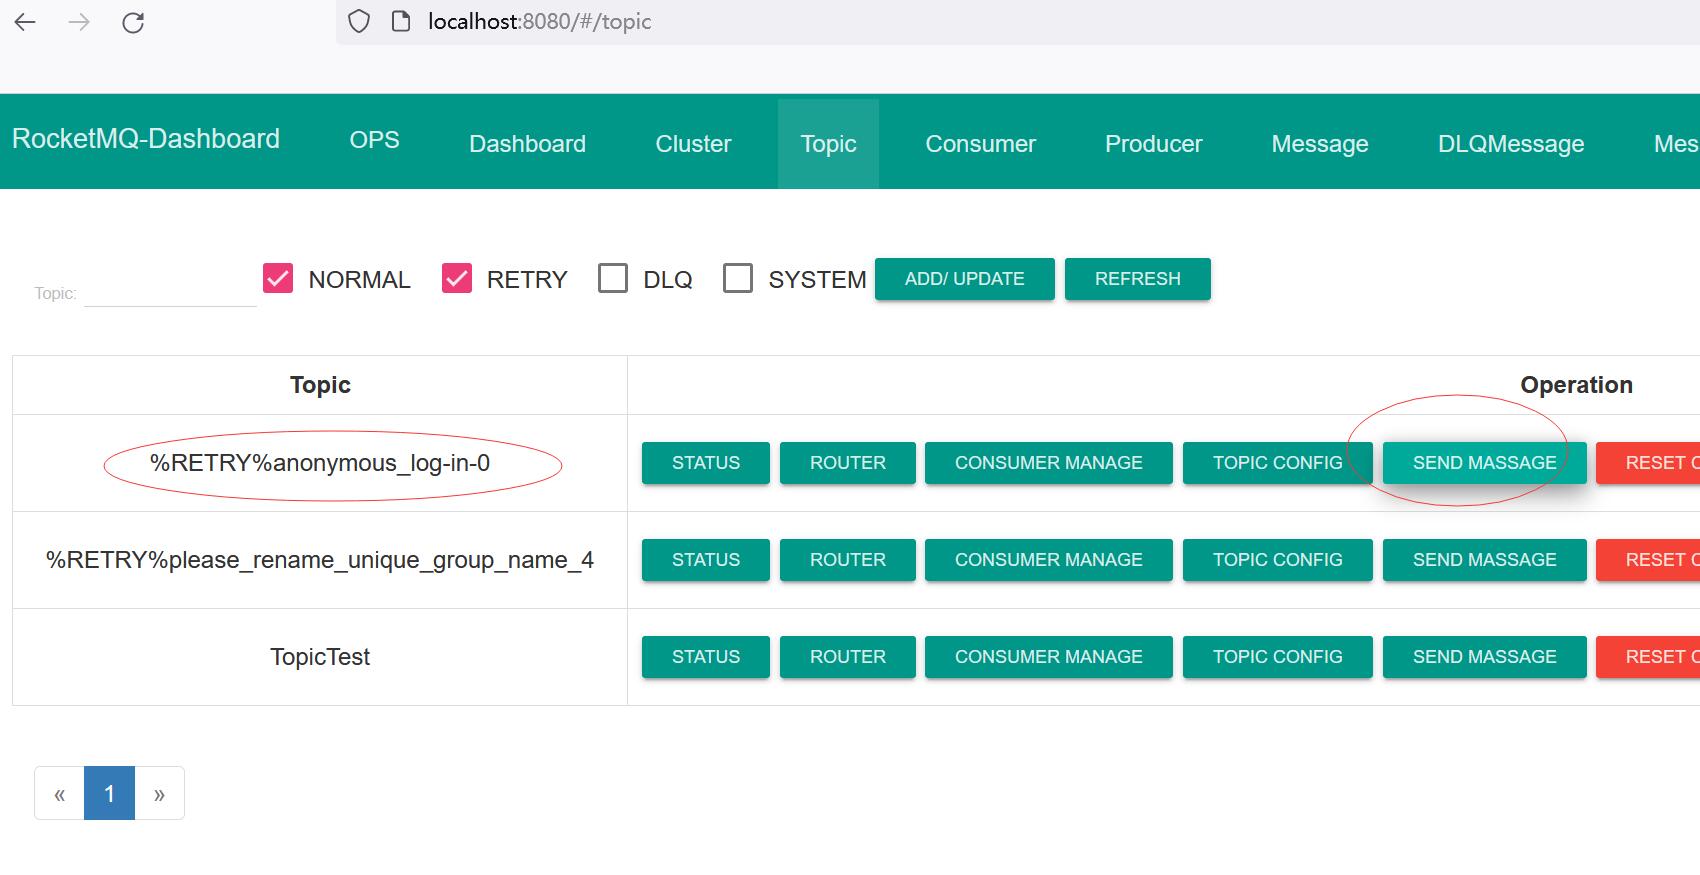 localhost:8080/#/topic
RocketMQ-Dashboard OPS Dashboard Cluster Topic Consumer Producer Message DLQMessage Mes
Topic: NORMAL RETRY DLQ SYSTEM ADD/ UPDATE REFRESH
Topic Operation
%RETRY%anonymous_log-in-0 STATUS ROUTER CONSUMER MANAGE TOPIC CONFIG SEND MASSAGE RESET C
%RETRY%please_rename_unique_group_name_4 STATUS ROUTER CONSUMER MANAGE TOPIC CONFIG SEND MASSAGE RESET C
TopicTest STATUS ROUTER CONSUMER MANAGE TOPIC CONFIG SEND MASSAGE RESET C
« 1 »